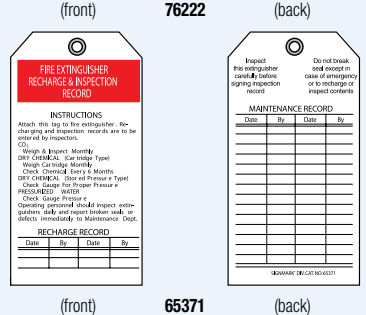 (front) 76222 (back)
FIRE EXTINGUISHER
RECHARGE & INSPECTION
RECORD
INSTRUCTIONS
Attach this tag to fire extinguisher. Re-
charging and inspection records are to be
entered by inspectors.
CO₂
Weigh & Inspect Monthly
DRY CHEMICAL (Cartridge Type)
Weigh Cartridge Monthly
Check Chemical Every 6 Months
DRY CHEMICAL (Stored Pressure Type)
Check Gauge For Proper Pressure
PRESSURIZED WATER
Check Gauge Pressure
Operating personnel should inspect extin-
guishers daily and report broken seals or
defects immediately to Maintenance Dept.
RECHARGE RECORD
Date By Date By
Inspect
this extinguisher
carefully before
signing inspection
record
Do not break
seal except in
case of emergency
or to recharge or
inspect contents
MAINTENANCE RECORD
Date By Date By
SIGNMARK DIV. CAT. NO. 65371
(front) 65371 (back)